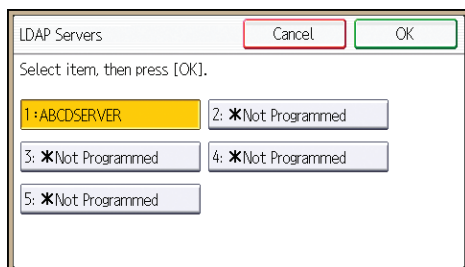 LDAP Servers Cancel OK
Select item, then press [OK].
1:ABCDSERVER 2: *Not Programmed
3: *Not Programmed 4: *Not Programmed
5: *Not Programmed